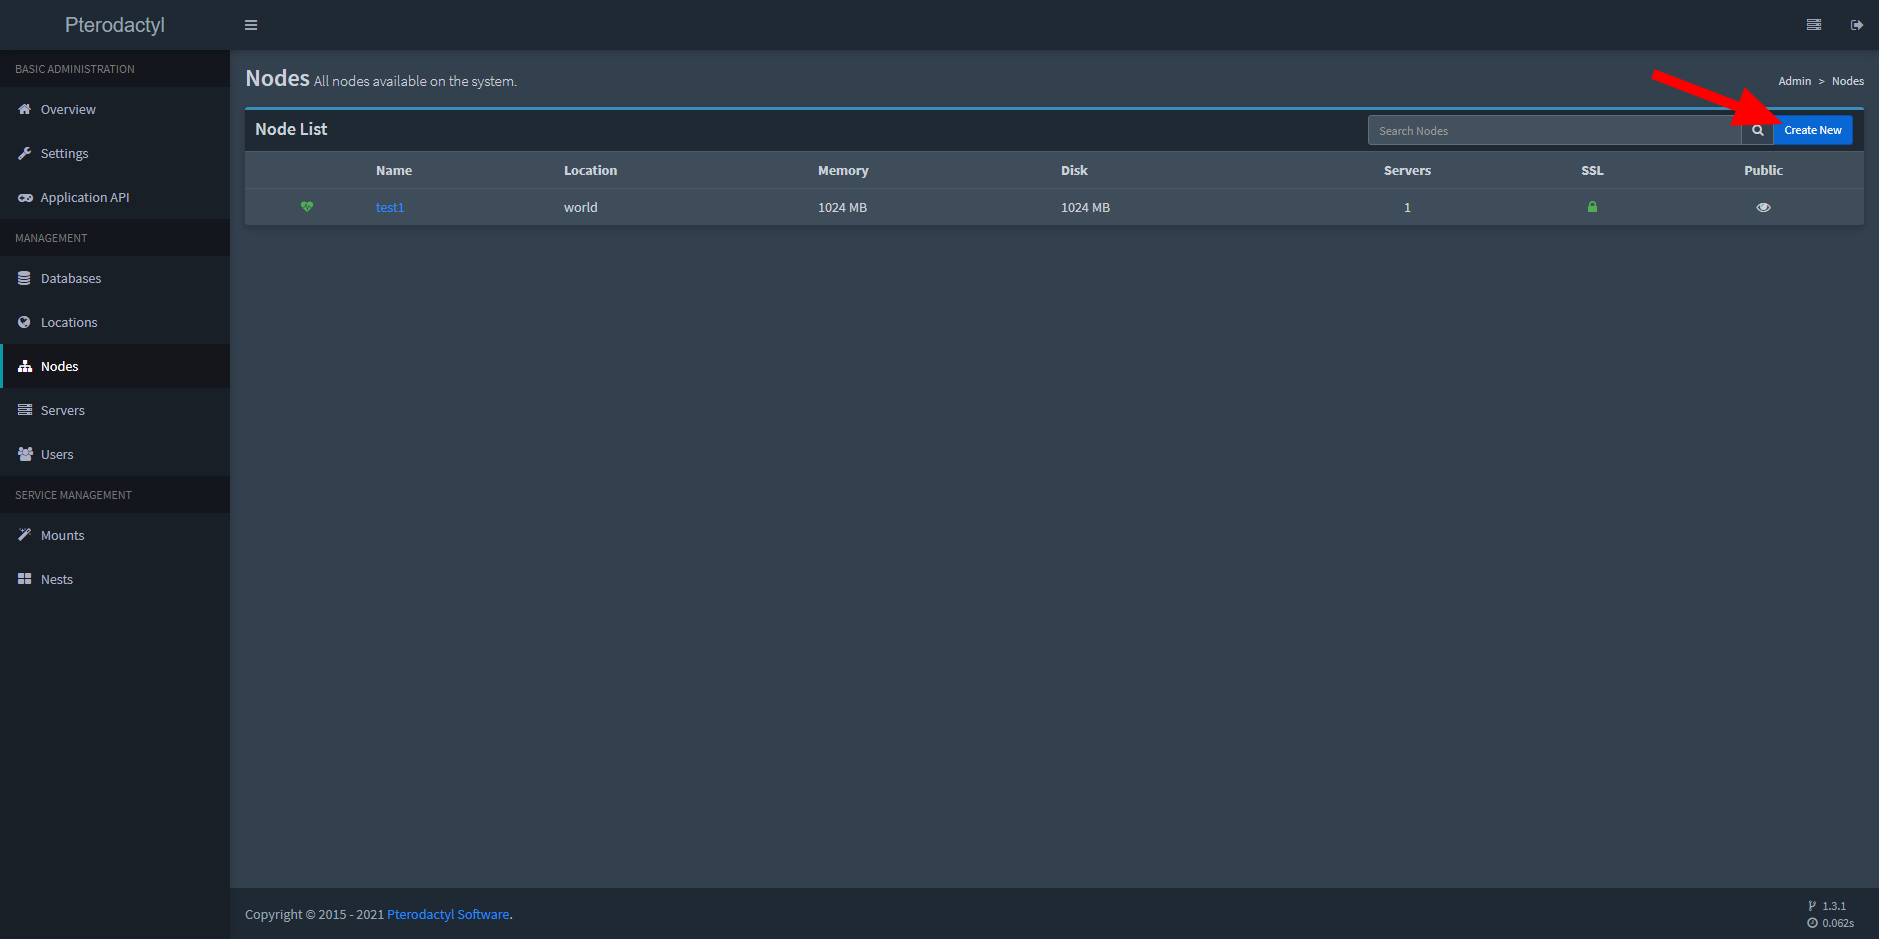 Pterodactyl
BASIC ADMINISTRATION
Overview
Settings
Application API
MANAGEMENT
Databases
Locations
Nodes
Servers
Users
SERVICE MANAGEMENT
Mounts
Nests
Nodes All nodes available on the system.
Admin > Nodes
Node List
Search Nodes
Create New
Name Location Memory Disk Servers SSL Public
test1 world 1024 MB 1024 MB 1
Copyright © 2015 - 2021 Pterodactyl Software.
1.3.1
0.062s